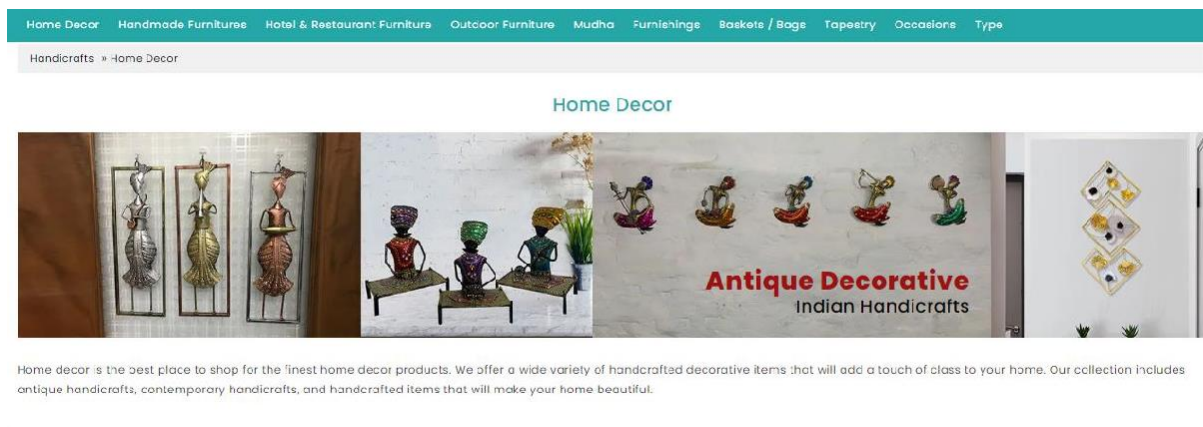 Home Decor Handmade Furnitures Hotel & Restaurant Furniture Outdoor Furniture Mudha Furnishings Baskets / Bags Tapestry Occasions Type
Handicrafts » Home Decor
Home Decor
Antique Decorative
Indian Handicrafts
Home decor is the best place to shop for the finest home decor products. We offer a wide variety of handcrafted decorative items that will add a touch of class to your home. Our collection includes
antique handicrafts, contemporary handicrafts, and handcrafted items that will make your home beautiful.